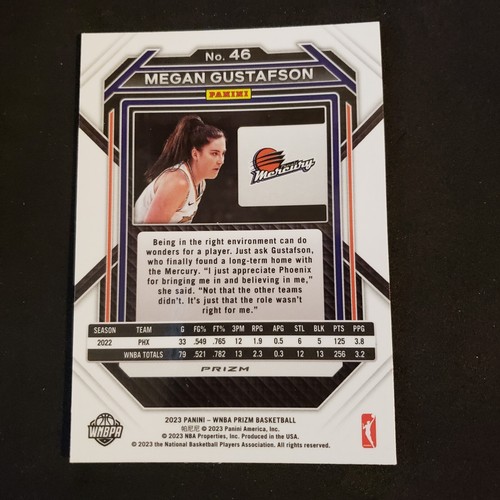 No. 46
MEGAN GUSTAFSON
PANINI
Mercury
Being in the right environment can do
wonders for a player. Just ask Gustafson,
who finally found a long-term home with
the Mercury. “I just appreciate Phoenix
for bringing me in and believing in me,”
she said. “Not that the other teams
didn't. It's just that the role wasn't
right for me.”
SEASON TEAM G FG% FT% 3PM RPG APG STL BLK PTS PPG
2022 PHX 33 .549 .765 12 1.9 0.5 6 5 125 3.8
WNBA TOTALS 79 .521 .782 13 2.3 0.3 12 13 256 3.2
PRIZM
2023 PANINI – WNBA PRIZM BASKETBALL
帕尼尼 © 2023 Panini America, Inc.
© 2023 NBA Properties, Inc. Produced in the USA.
© 2023 the National Basketball Players Association. All rights reserved.
WNBPA